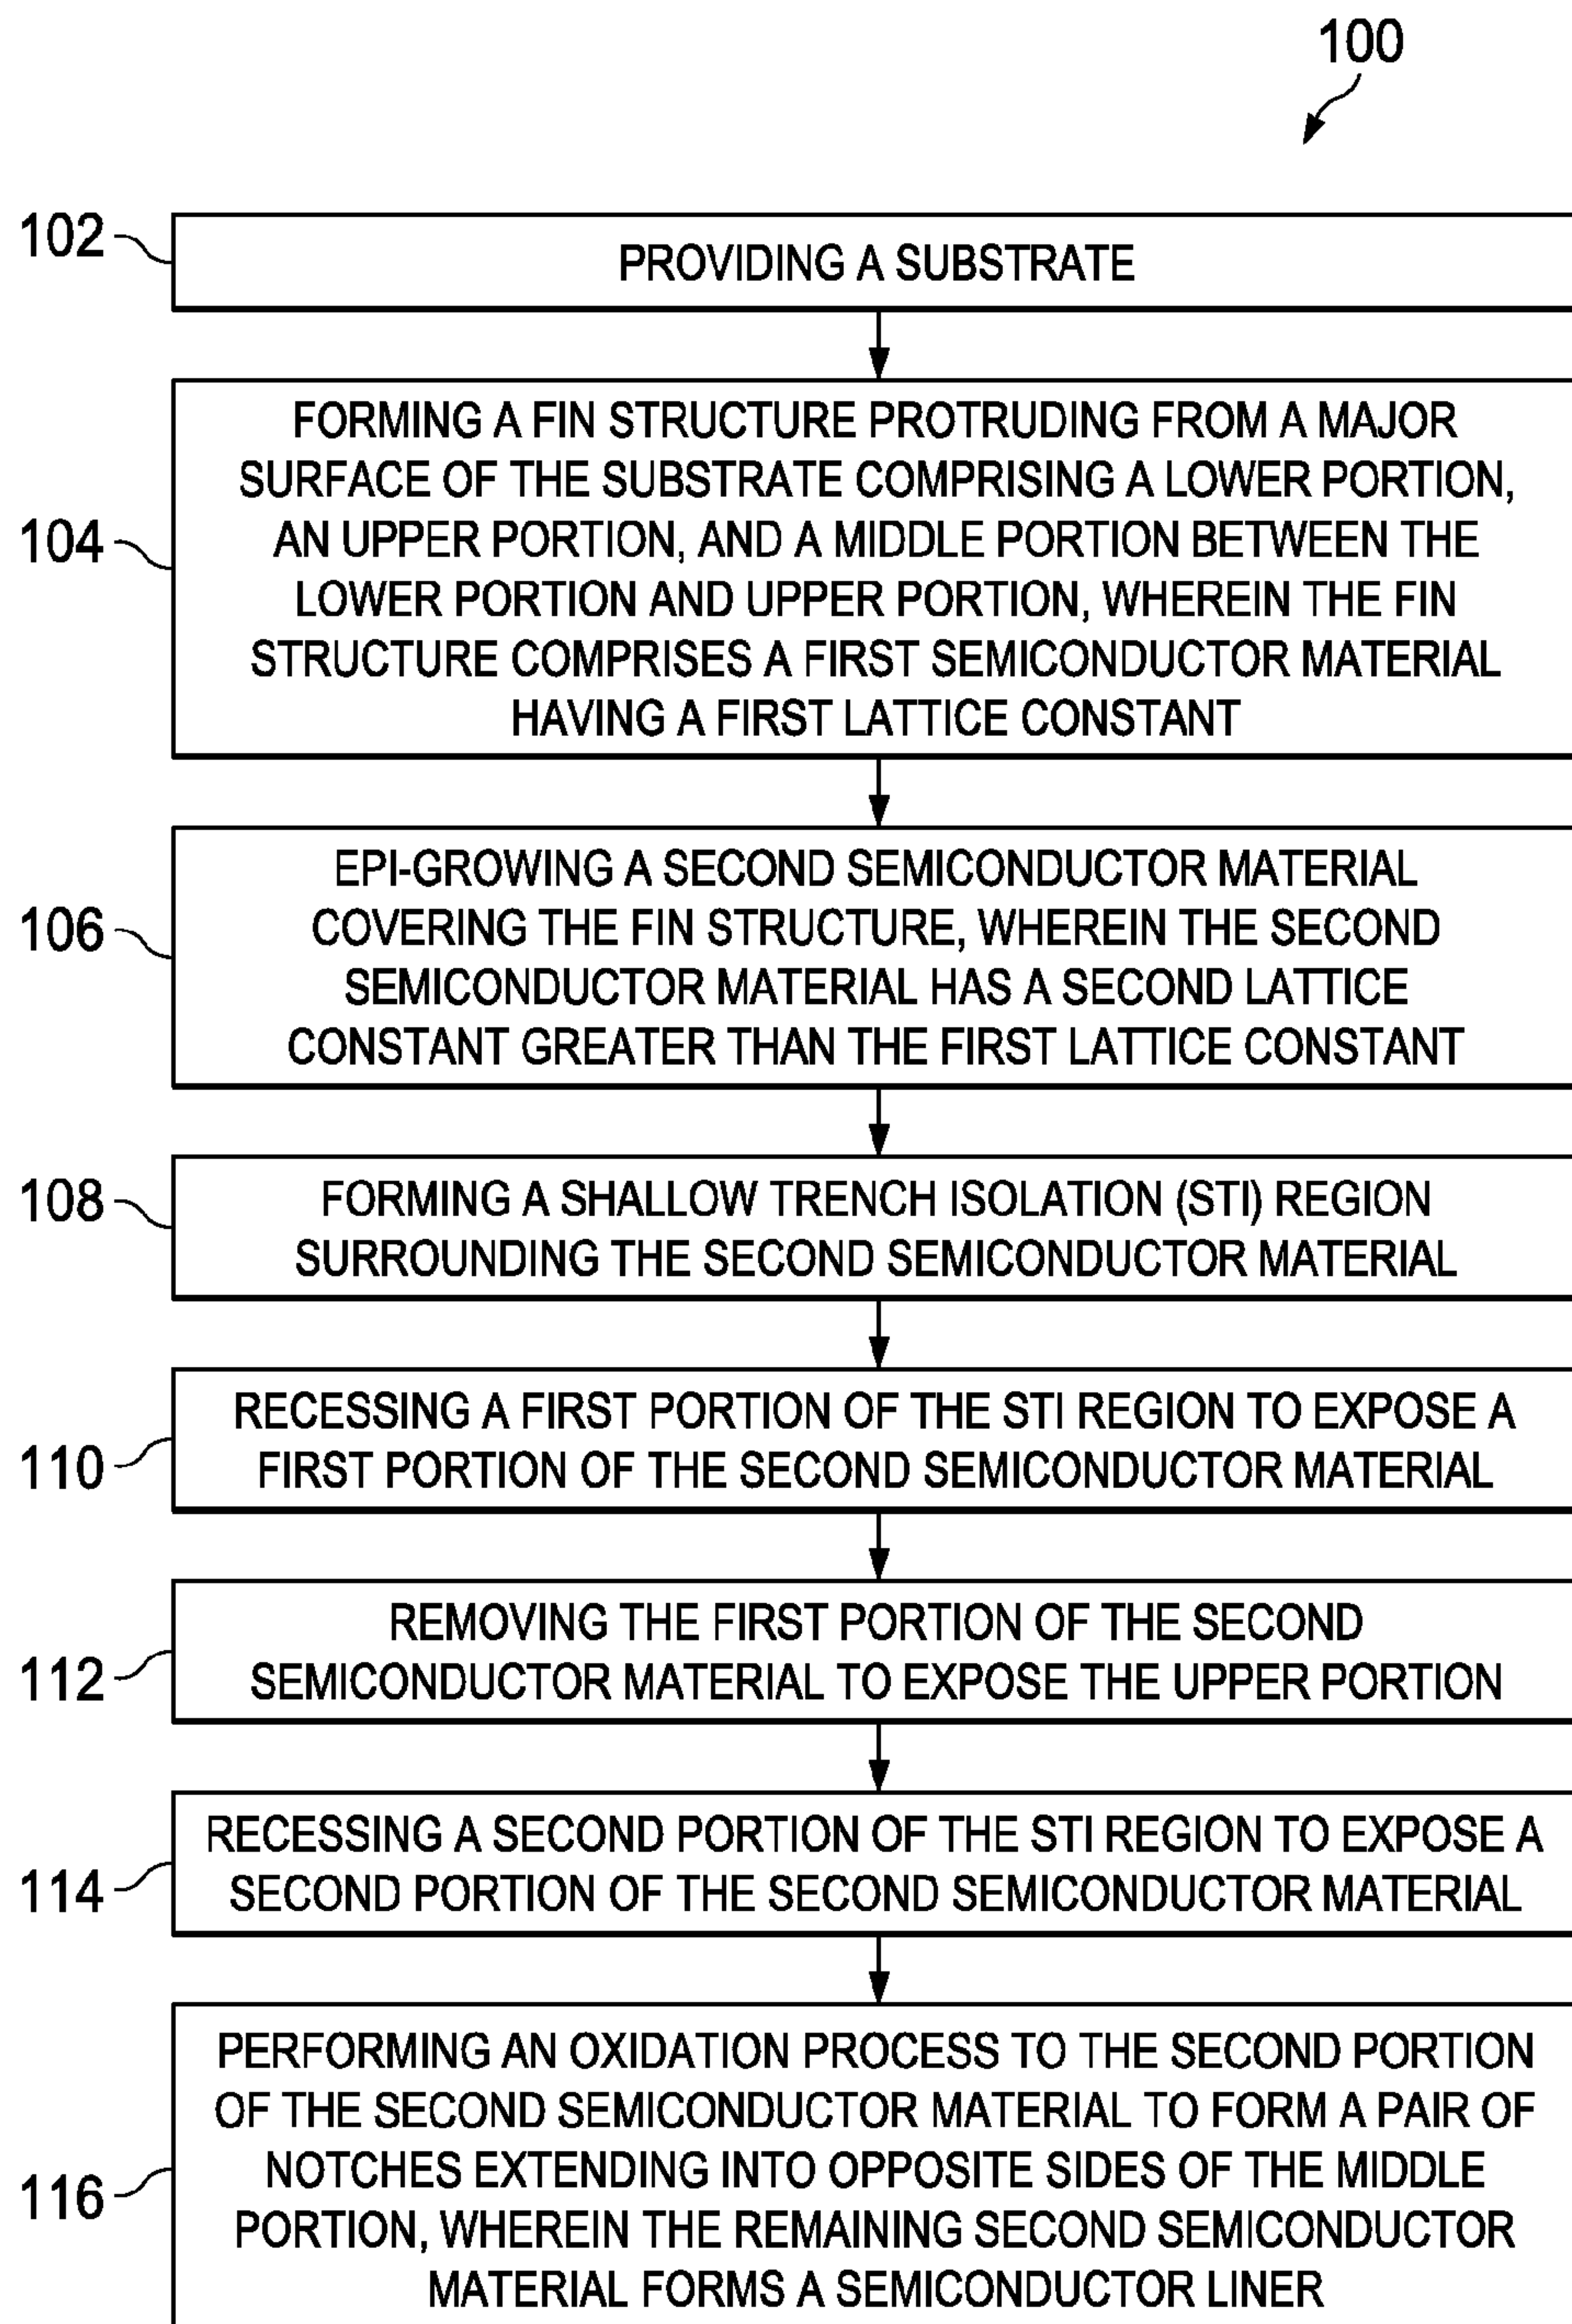 100
102
PROVIDING A SUBSTRATE
104
FORMING A FIN STRUCTURE PROTRUDING FROM A MAJOR
SURFACE OF THE SUBSTRATE COMPRISING A LOWER PORTION,
AN UPPER PORTION, AND A MIDDLE PORTION BETWEEN THE
LOWER PORTION AND UPPER PORTION, WHEREIN THE FIN
STRUCTURE COMPRISES A FIRST SEMICONDUCTOR MATERIAL
HAVING A FIRST LATTICE CONSTANT
106
EPI-GROWING A SECOND SEMICONDUCTOR MATERIAL
COVERING THE FIN STRUCTURE, WHEREIN THE SECOND
SEMICONDUCTOR MATERIAL HAS A SECOND LATTICE
CONSTANT GREATER THAN THE FIRST LATTICE CONSTANT
108
FORMING A SHALLOW TRENCH ISOLATION (STI) REGION
SURROUNDING THE SECOND SEMICONDUCTOR MATERIAL
110
RECESSING A FIRST PORTION OF THE STI REGION TO EXPOSE A
FIRST PORTION OF THE SECOND SEMICONDUCTOR MATERIAL
112
REMOVING THE FIRST PORTION OF THE SECOND
SEMICONDUCTOR MATERIAL TO EXPOSE THE UPPER PORTION
114
RECESSING A SECOND PORTION OF THE STI REGION TO EXPOSE A
SECOND PORTION OF THE SECOND SEMICONDUCTOR MATERIAL
116
PERFORMING AN OXIDATION PROCESS TO THE SECOND PORTION
OF THE SECOND SEMICONDUCTOR MATERIAL TO FORM A PAIR OF
NOTCHES EXTENDING INTO OPPOSITE SIDES OF THE MIDDLE
PORTION, WHEREIN THE REMAINING SECOND SEMICONDUCTOR
MATERIAL FORMS A SEMICONDUCTOR LINER